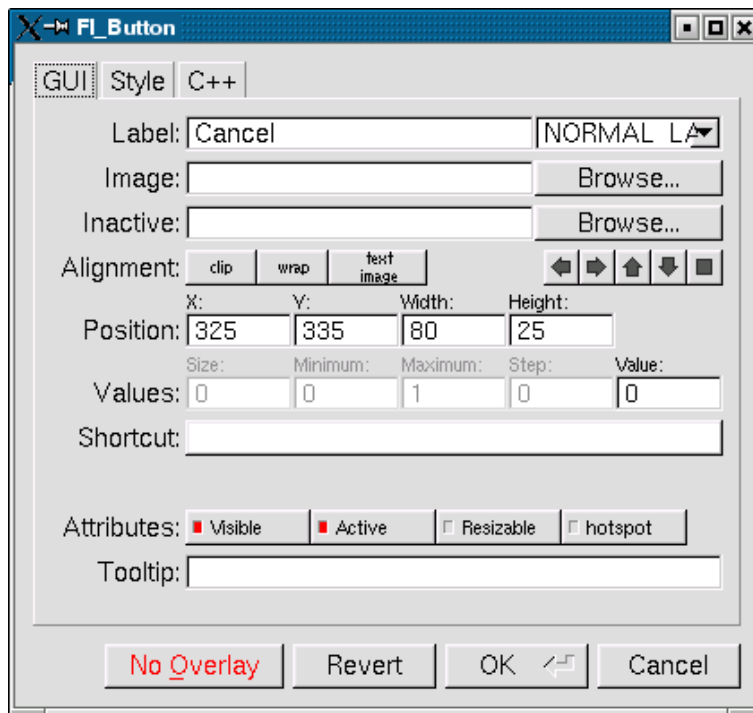 Fl_Button
GUI Style C++
Label: Cancel NORMAL LA
Image: Browse...
Inactive: Browse...
Alignment: clip wrap text image
X: Y: Width: Height:
Position: 325 335 80 25
Size: Minimum: Maximum: Step: Value:
Values: 0 0 1 0 0
Shortcut:
Attributes: Visible Active Resizable hotspot
Tooltip:
No Overlay Revert OK Cancel